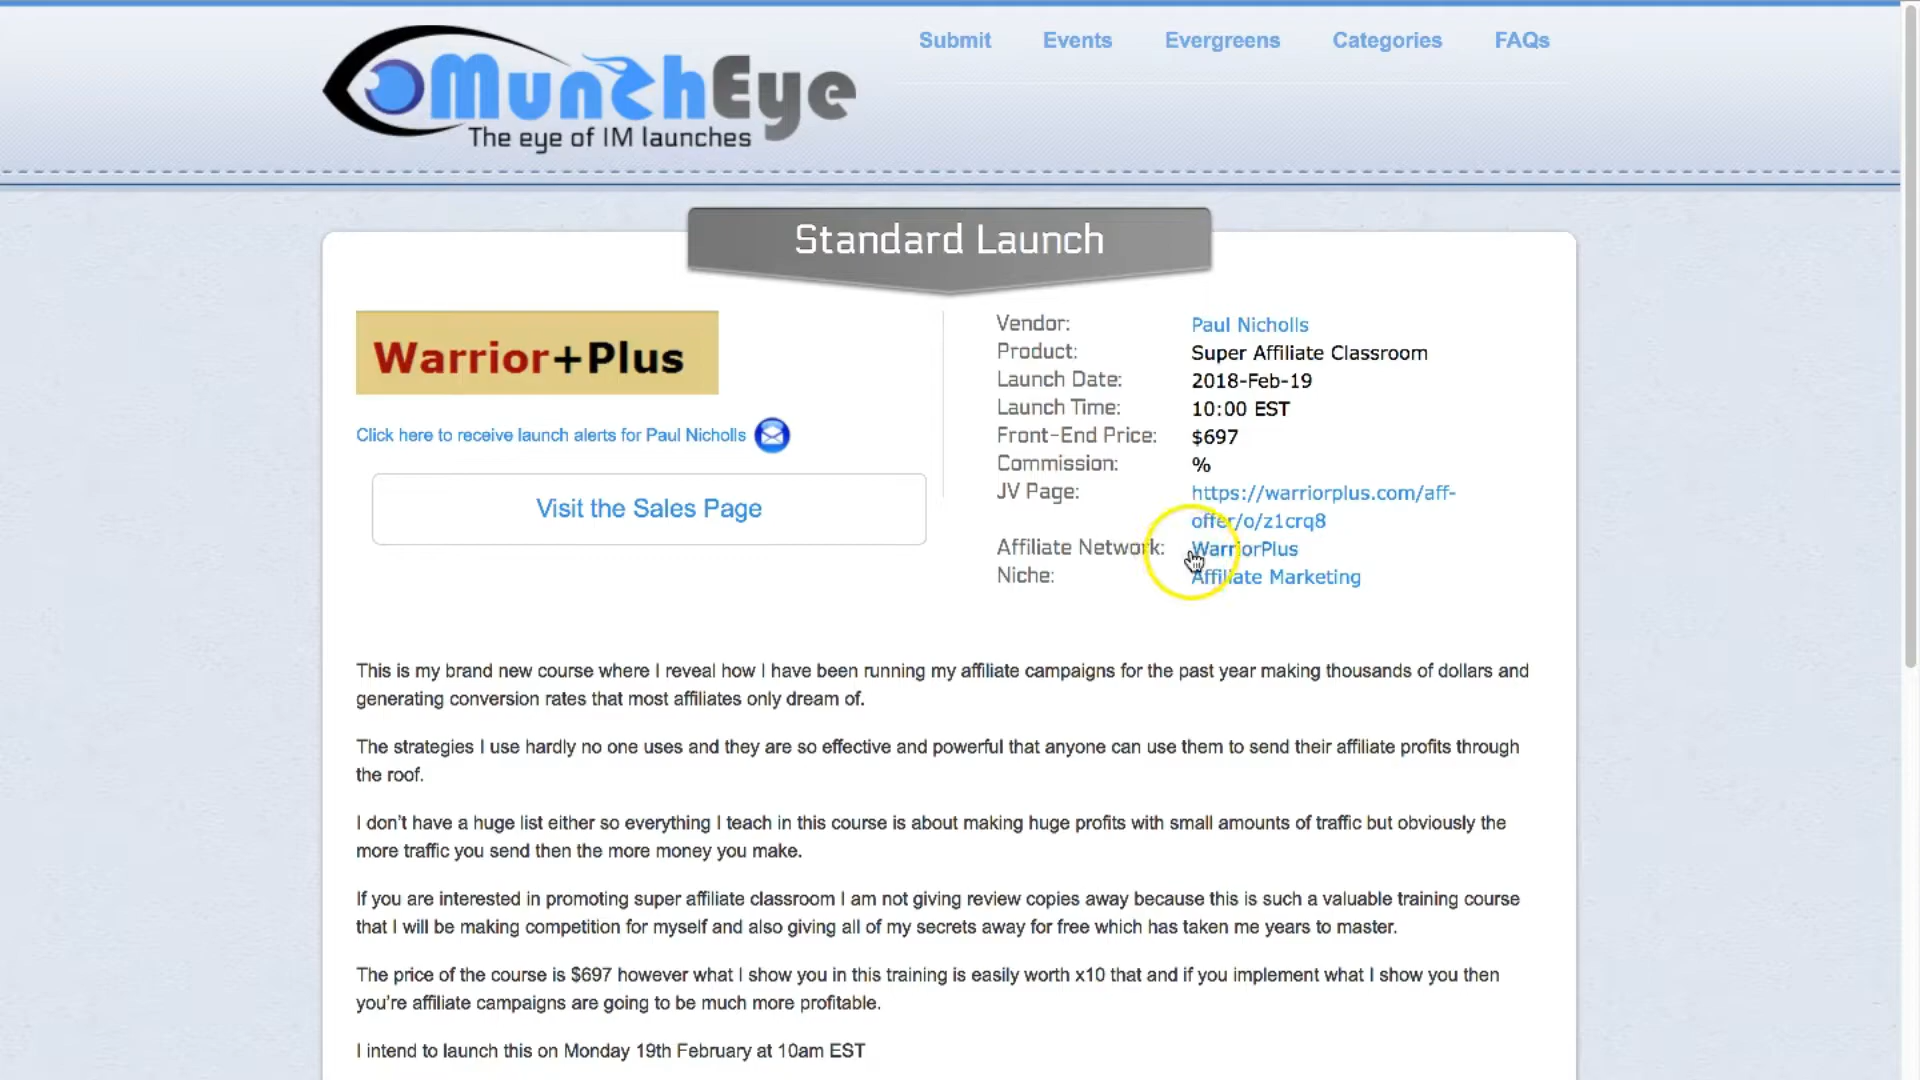 Submit Events Evergreens Categories FAQs
MunchEye
The eye of IM launches
Standard Launch
Warrior+Plus
Click here to receive launch alerts for Paul Nicholls
Visit the Sales Page
Vendor: Paul Nicholls
Product: Super Affiliate Classroom
Launch Date: 2018-Feb-19
Launch Time: 10:00 EST
Front-End Price: $697
Commission: %
JV Page: https://warriorplus.com/aff-
offer/o/z1crq8
Affiliate Network: WarriorPlus
Niche: Affiliate Marketing
This is my brand new course where I reveal how I have been running my affiliate campaigns for the past year making thousands of dollars and
generating conversion rates that most affiliates only dream of.
The strategies I use hardly no one uses and they are so effective and powerful that anyone can use them to send their affiliate profits through
the roof.
I don't have a huge list either so everything I teach in this course is about making huge profits with small amounts of traffic but obviously the
more traffic you send then the more money you make.
If you are interested in promoting super affiliate classroom I am not giving review copies away because this is such a valuable training course
that I will be making competition for myself and also giving all of my secrets away for free which has taken me years to master.
The price of the course is $697 however what I show you in this training is easily worth x10 that and if you implement what I show you then
you're affiliate campaigns are going to be much more profitable.
I intend to launch this on Monday 19th February at 10am EST